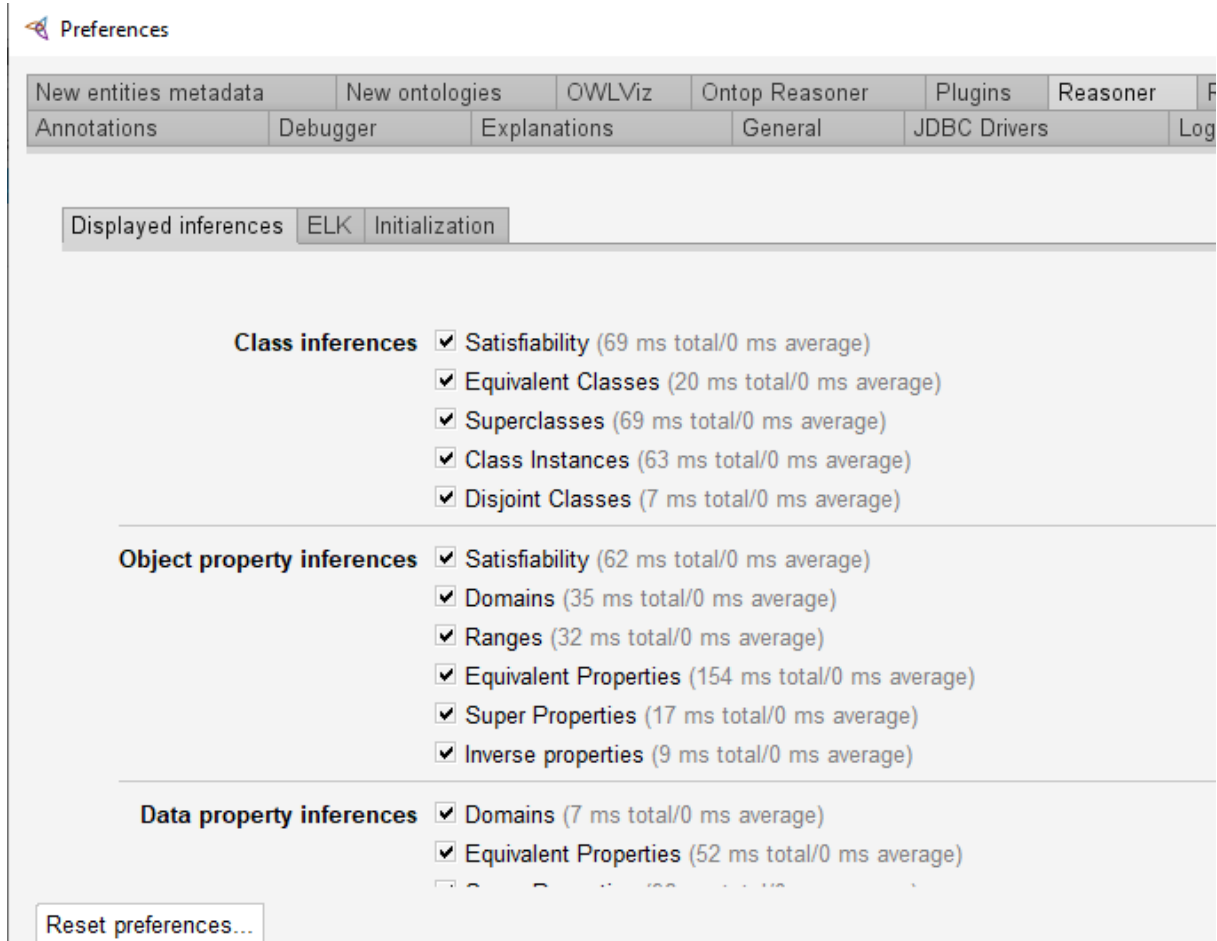 Preferences
New entities metadata New ontologies OWLViz Ontop Reasoner Plugins Reasoner
Annotations Debugger Explanations General JDBC Drivers Log
Displayed inferences ELK Initialization
Class inferences Satisfiability (69 ms total/0 ms average)
Equivalent Classes (20 ms total/0 ms average)
Superclasses (69 ms total/0 ms average)
Class Instances (63 ms total/0 ms average)
Disjoint Classes (7 ms total/0 ms average)
Object property inferences Satisfiability (62 ms total/0 ms average)
Domains (35 ms total/0 ms average)
Ranges (32 ms total/0 ms average)
Equivalent Properties (154 ms total/0 ms average)
Super Properties (17 ms total/0 ms average)
Inverse properties (9 ms total/0 ms average)
Data property inferences Domains (7 ms total/0 ms average)
Equivalent Properties (52 ms total/0 ms average)
Reset preferences...